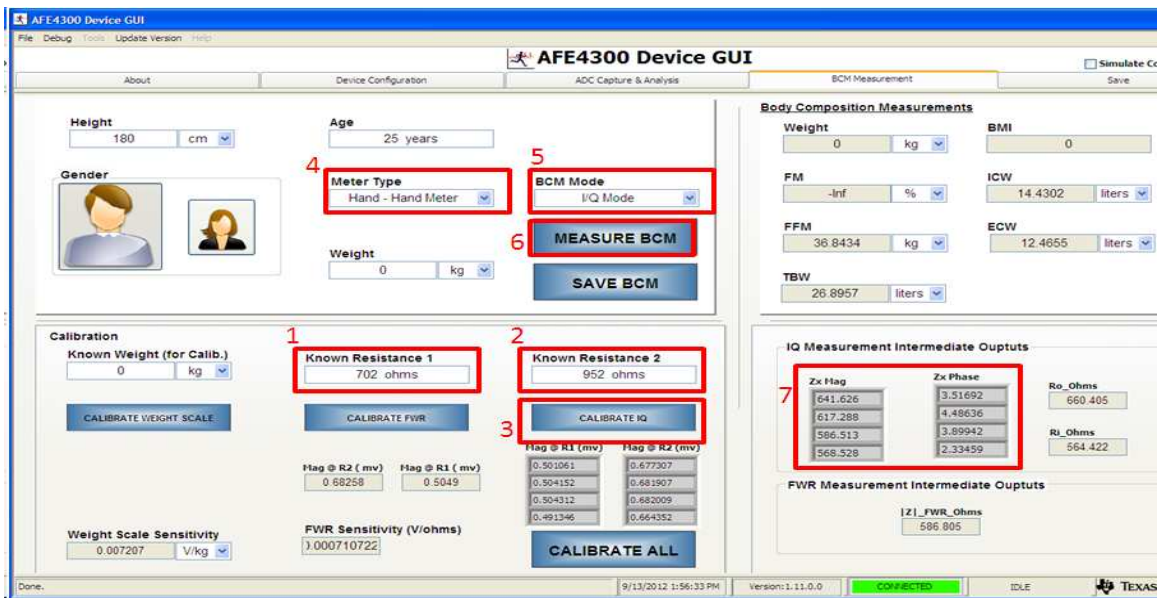 AFE4300 Device GUI
File Debug Tools Update Version Help
AFE4300 Device GUI
Simulate Co
About Device Configuration ADC Capture & Analysis BCM Measurement Save
Height
180 cm
Age
25 years
Gender
4
Meter Type
Hand - Hand Meter
5
BCM Mode
I/Q Mode
6
MEASURE BCM
Weight
0 kg
SAVE BCM
Body Composition Measurements
Weight
0 kg
BMI
0
FM
-Inf %
ICW
14.4302 liters
FFM
36.8434 kg
ECW
12.4655 liters
TBW
26.8957 liters
Calibration
Known Weight (for Calib.)
0 kg
1
Known Resistance 1
702 ohms
2
Known Resistance 2
952 ohms
CALIBRATE WEIGHT SCALE
CALIBRATE FWR
3
CALIBRATE IQ
Mag @ R2 ( mv) Mag @ R1 ( mv)
0.68258 0.5049
Mag @ R1 (mv) Mag @ R2 (mv)
0.501061 0.677307
0.504152 0.681907
0.504312 0.682009
0.491346 0.664352
Weight Scale Sensitivity
0.007207 V/kg
FWR Sensitivity (V/ohms)
0.000710722
CALIBRATE ALL
IQ Measurement Intermediate Ouptuts
7
Zx Mag Zx Phase
641.626 3.51692
617.288 4.48636
586.513 3.89942
568.528 2.33459
Ro_Ohms
660.405
Ri_Ohms
564.422
FWR Measurement Intermediate Ouptuts
|Z|_FWR_Ohms
586.805
Done. 9/13/2012 1:56:33 PM Version:1.11.0.0 CONNECTED IDLE TEXAS